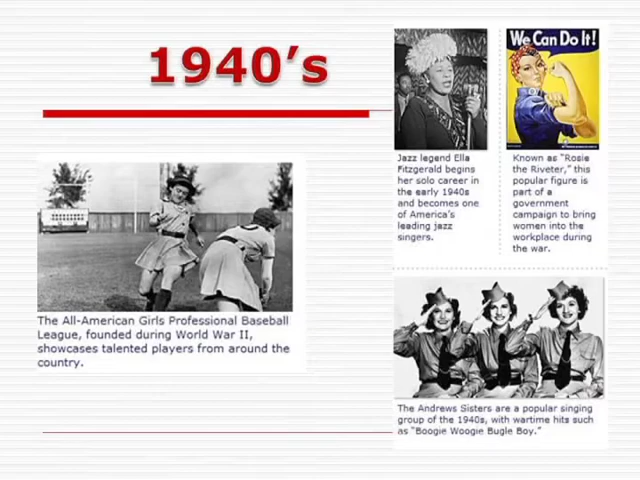 1940's
We Can Do It!
Jazz legend Ella
Fitzgerald begins
her solo career in
the early 1940s
and becomes one
of America's
leading jazz
singers.
Known as "Rosie
the Riveter," this
popular figure is
part of a
government
campaign to bring
women into the
workplace during
the war.
The All-American Girls Professional Baseball
League, founded during World War II,
showcases talented players from around the
country.
The Andrews Sisters are a popular singing
group of the 1940s, with wartime hits such
as "Boogie Woogie Bugle Boy."